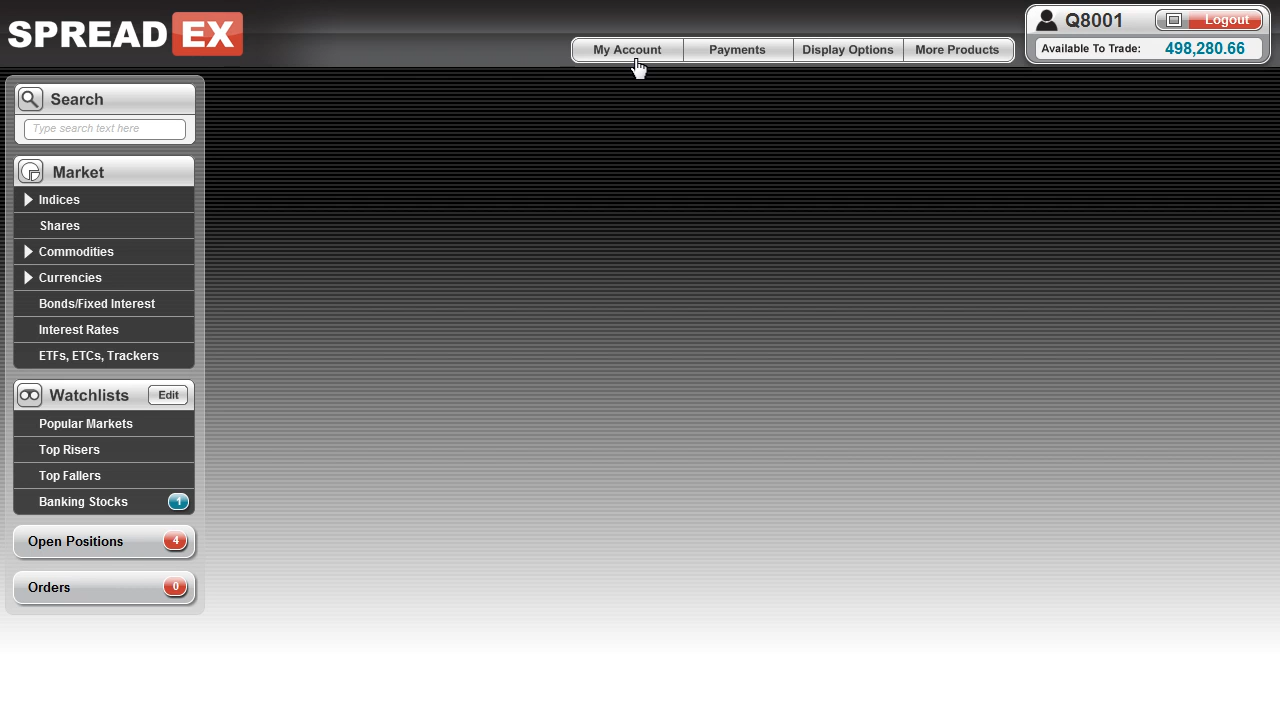 SPREADEX
My Account
Payments
Display Options
More Products
Q8001
Logout
Available To Trade: 498,280.66
Search
Type search text here
Market
Indices
Shares
Commodities
Currencies
Bonds/Fixed Interest
Interest Rates
ETFs, ETCs, Trackers
Watchlists Edit
Popular Markets
Top Risers
Top Fallers
Banking Stocks 1
Open Positions 4
Orders 0